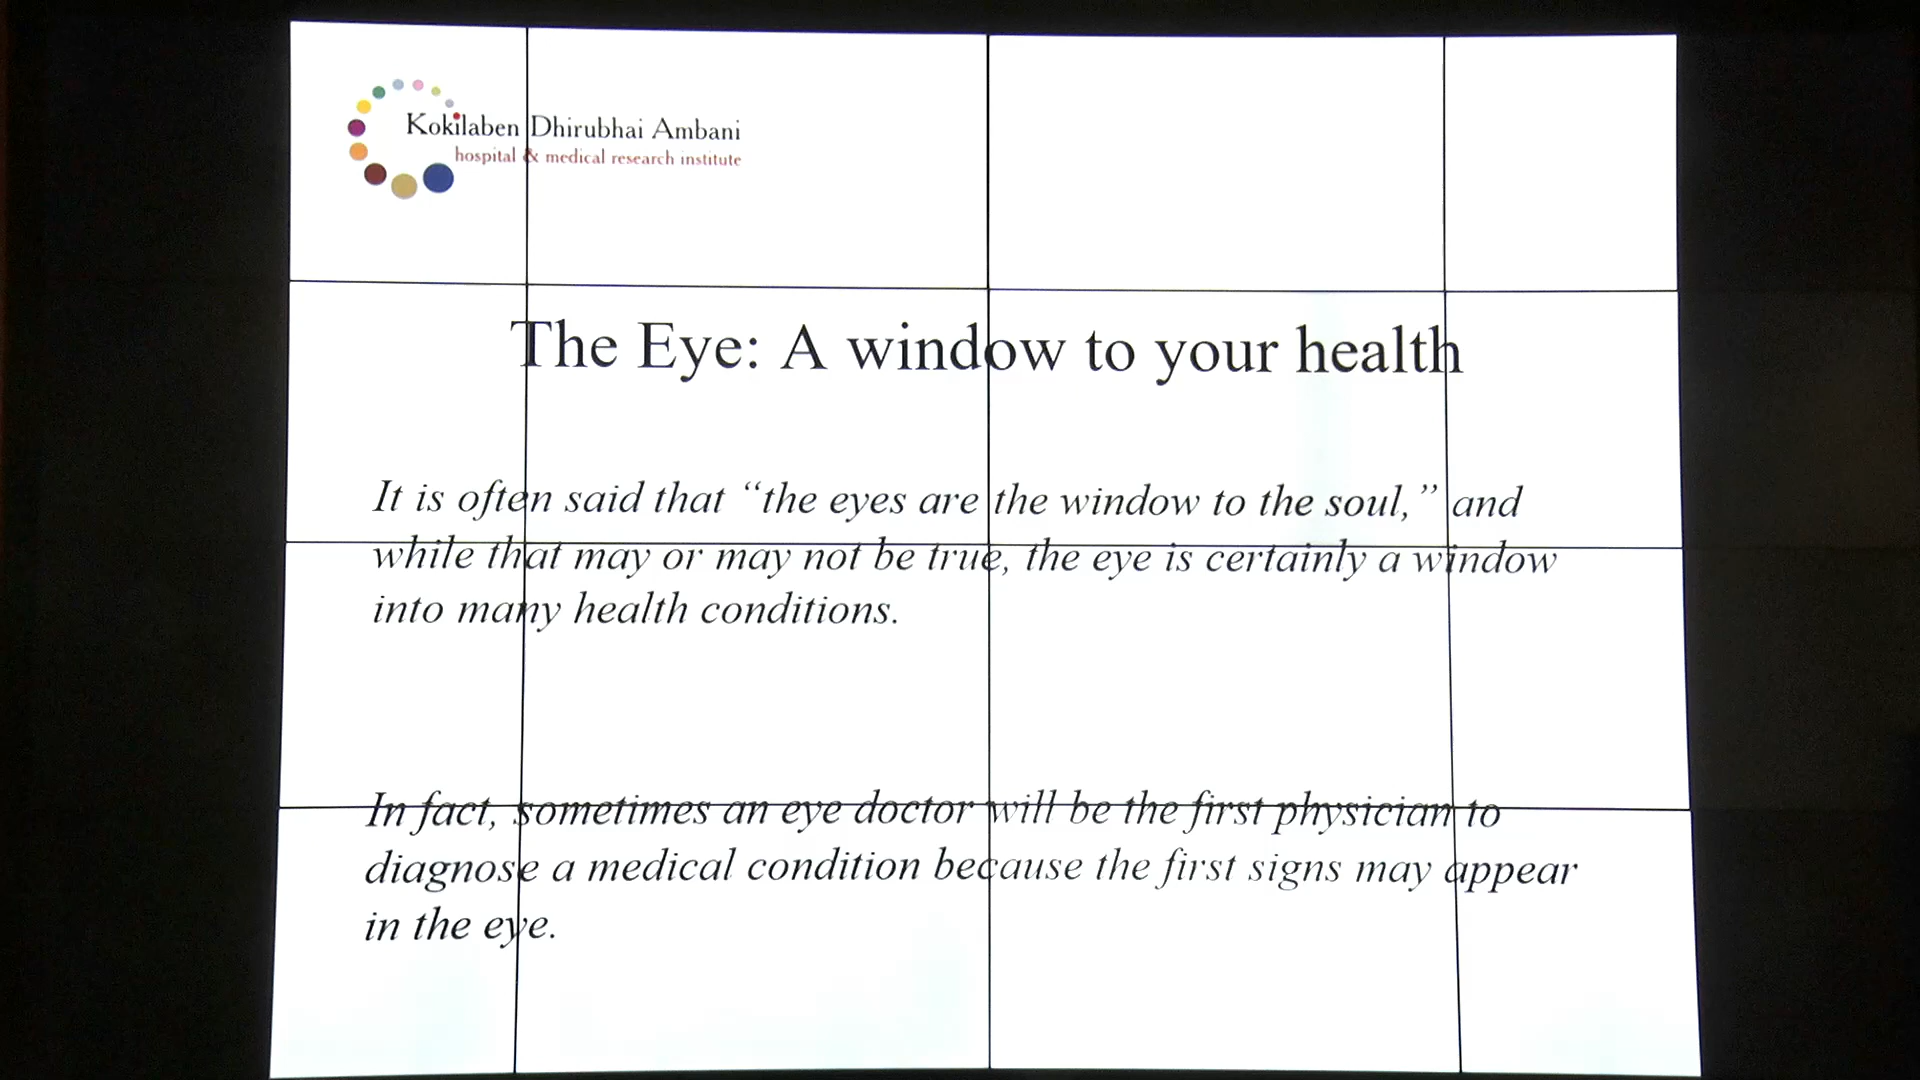 Kokilaben Dhirubhai Ambani
hospital & medical research institute
The Eye: A window to your health
It is often said that “the eyes are the window to the soul,” and
while that may or may not be true, the eye is certainly a window
into many health conditions.
In fact, sometimes an eye doctor will be the first physician to
diagnose a medical condition because the first signs may appear
in the eye.